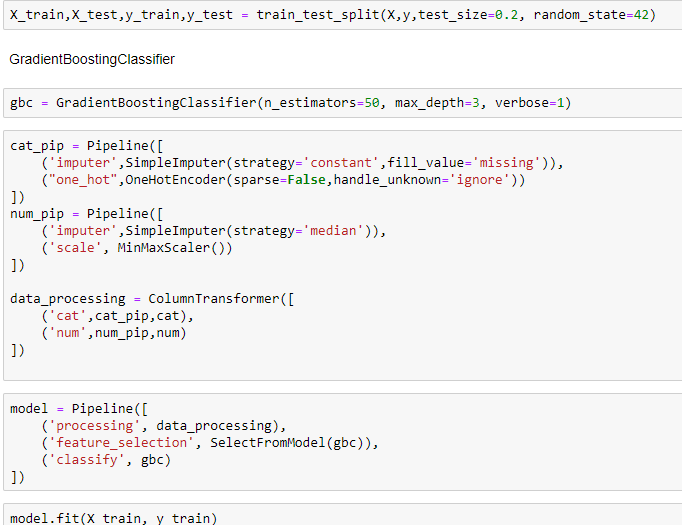 X_train,X_test,y_train,y_test = train_test_split(X,y,test_size=0.2, random_state=42)
GradientBoostingClassifier
gbc = GradientBoostingClassifier(n_estimators=50, max_depth=3, verbose=1)
cat_pip = Pipeline([
    ('imputer',SimpleImputer(strategy='constant',fill_value='missing')),
    ("one_hot",OneHotEncoder(sparse=False,handle_unknown='ignore'))
])
num_pip = Pipeline([
    ('imputer',SimpleImputer(strategy='median')),
    ('scale', MinMaxScaler())
])
data_processing = ColumnTransformer([
    ('cat',cat_pip,cat),
    ('num',num_pip,num)
])
model = Pipeline([
    ('processing', data_processing),
    ('feature_selection', SelectFromModel(gbc)),
    ('classify', gbc)
])
model.fit(X_train, y_train)